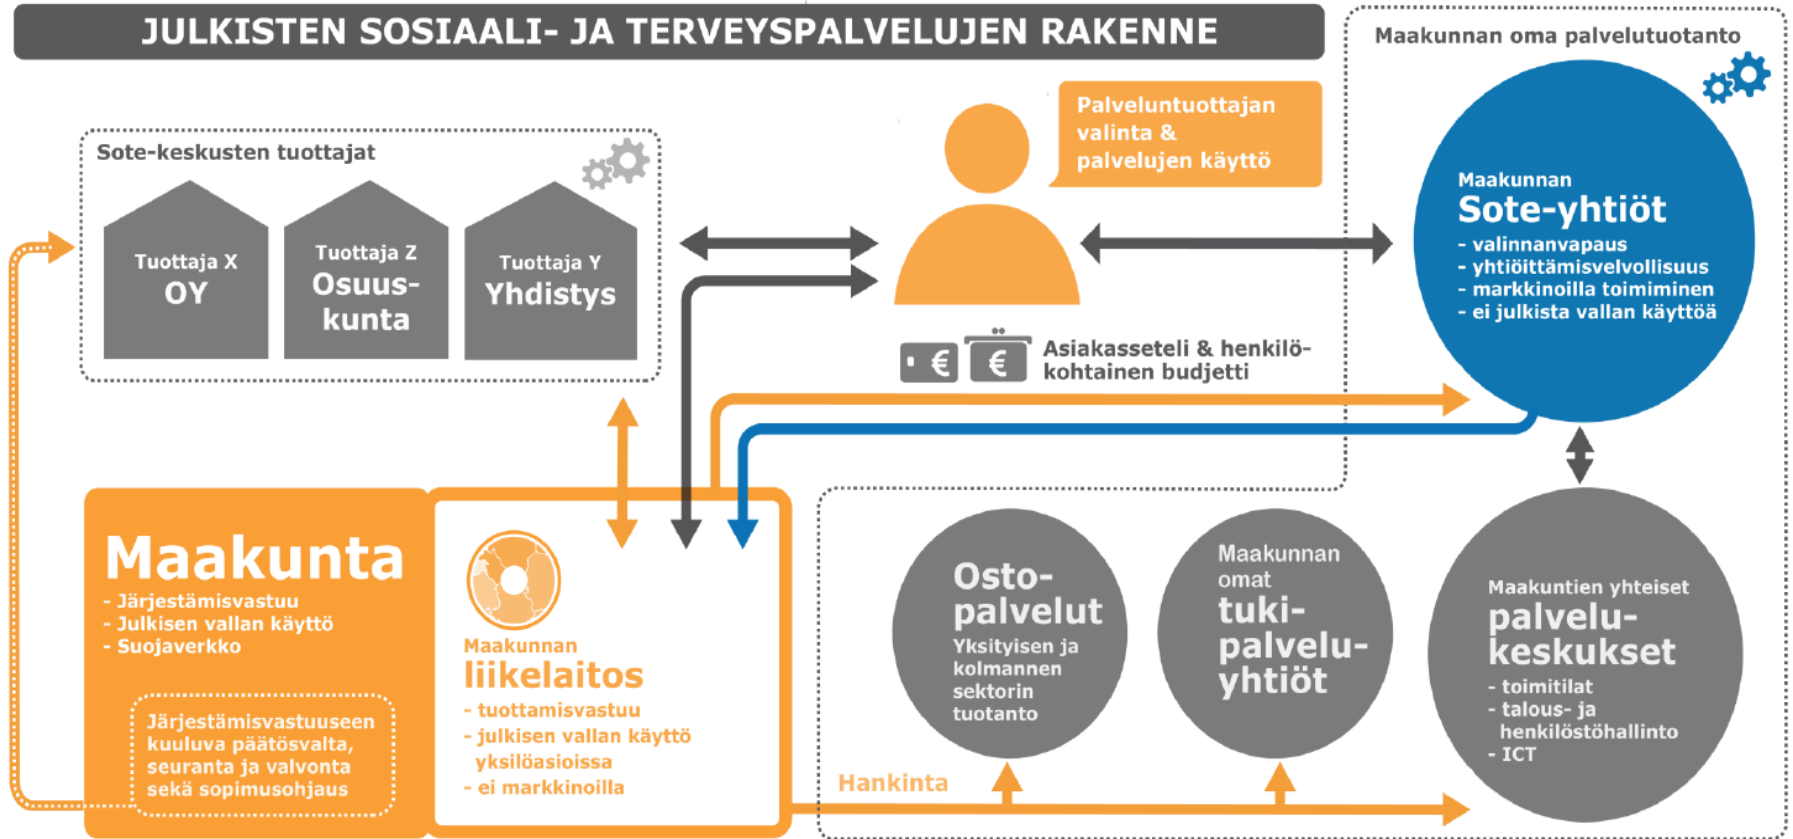 JULKISTEN SOSIAALI- JA TERVEYSPALVELUJEN RAKENNE
Maakunnan oma palvelutuotanto
Palveluntuottajan
valinta &
palvelujen käyttö
Sote-keskusten tuottajat
Tuottaja X
OY
Tuottaja Z
Osuus-
kunta
Tuottaja Y
Yhdistys
Maakunnan
Sote-yhtiöt
- valinnanvapaus
- yhtiöittämisvelvollisuus
- markkinoilla toimiminen
- ei julkista vallan käyttöä
€
€
Asiakasseteli & henkilö-
kohtainen budjetti
Maakunta
- Järjestämisvastuu
- Julkisen vallan käyttö
- Suojaverkko
Järjestämisvastuuseen
kuuluva päätösvalta,
seuranta ja valvonta
sekä sopimusohjaus
Maakunnan
liikelaitos
- tuottamisvastuu
- julkisen vallan käyttö
yksilöasioissa
- ei markkinoilla
Hankinta
Osto-
palvelut
Yksityisen ja
kolmannen
sektorin
tuotanto
Maakunnan
omat
tuki-
palvelu-
yhtiöt
Maakuntien yhteiset
palvelu-
keskukset
- toimitilat
- talous- ja
henkilöstöhallinto
- ICT